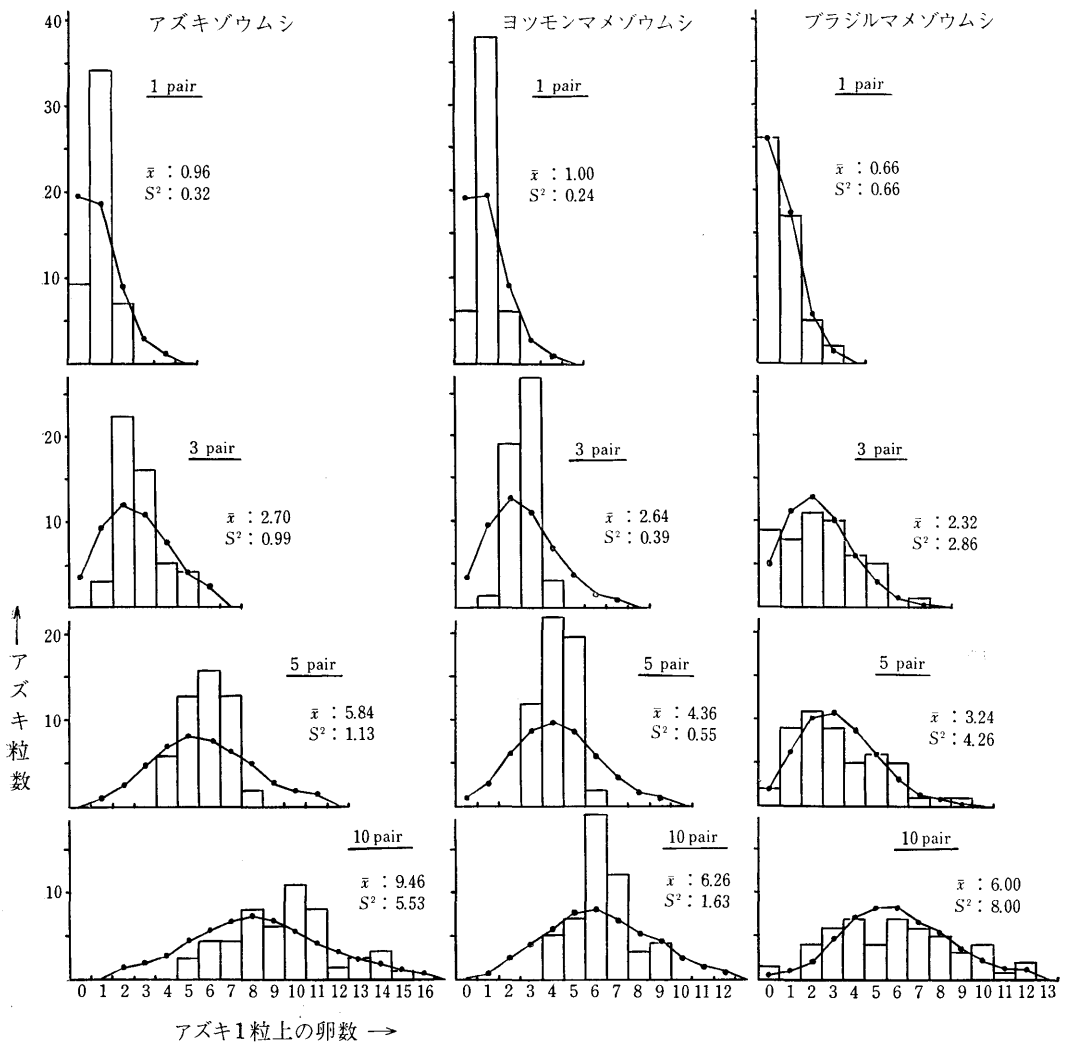 アズキゾウムシ
ヨツモンマメゾウムシ
ブラジルマメゾウムシ
40
30
20
10
1 pair
x̄ : 0.96
S² : 0.32
1 pair
x̄ : 1.00
S² : 0.24
1 pair
x̄ : 0.66
S² : 0.66
20
10
3 pair
x̄ : 2.70
S² : 0.99
3 pair
x̄ : 2.64
S² : 0.39
3 pair
x̄ : 2.32
S² : 2.86
20
10
5 pair
x̄ : 5.84
S² : 1.13
5 pair
x̄ : 4.36
S² : 0.55
5 pair
x̄ : 3.24
S² : 4.26
10
10 pair
x̄ : 9.46
S² : 5.53
10 pair
x̄ : 6.26
S² : 1.63
10 pair
x̄ : 6.00
S² : 8.00
0 1 2 3 4 5 6 7 8 9 10 11 12 13 14 15 16
0 1 2 3 4 5 6 7 8 9 10 11 12
0 1 2 3 4 5 6 7 8 9 10 11 12 13
→アズキ粒数
アズキ1粒上の卵数 →